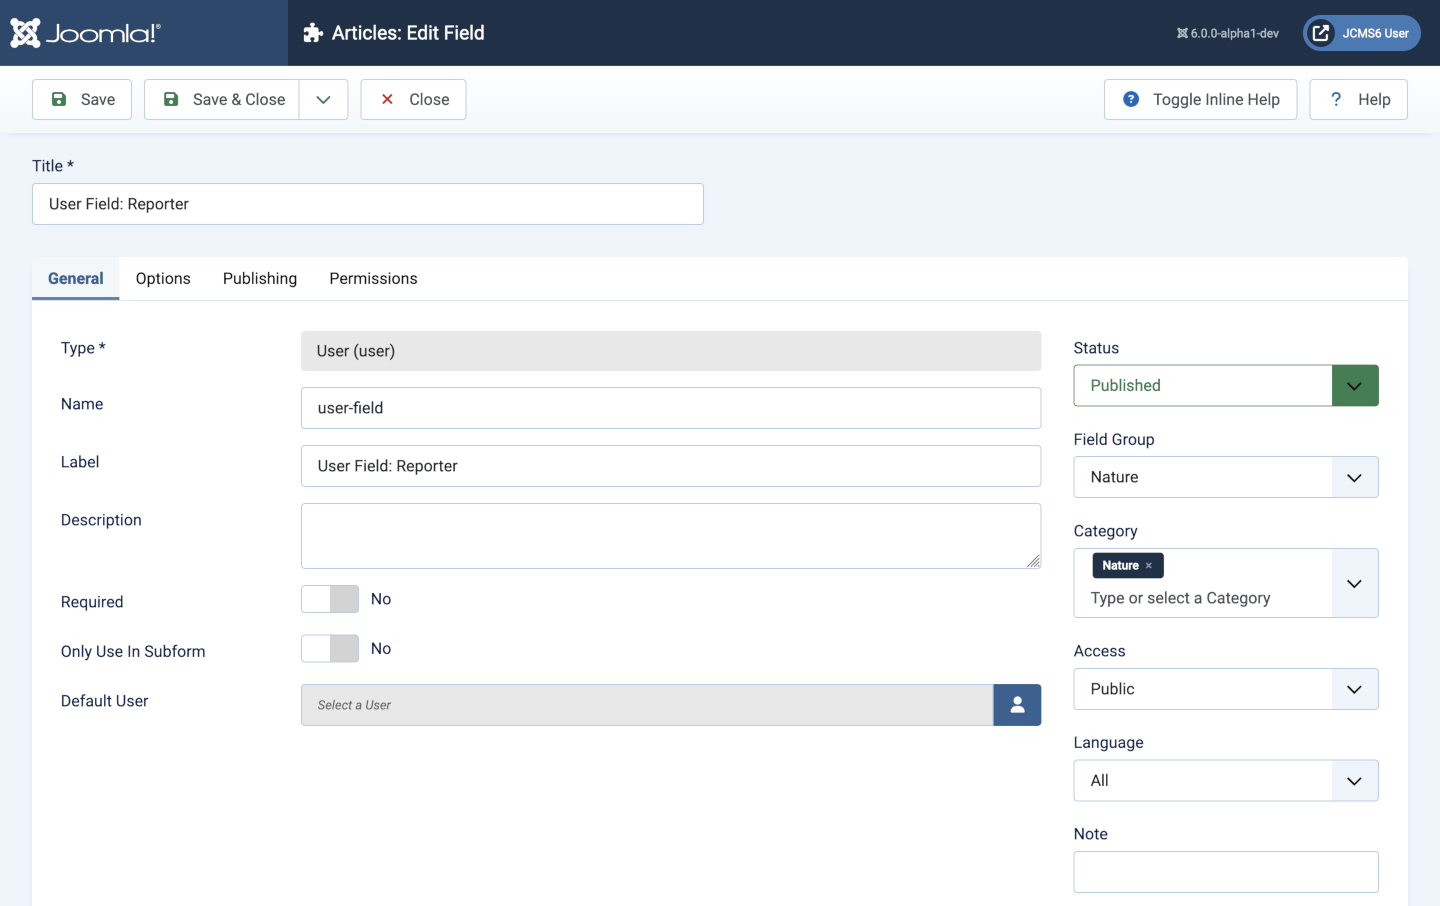 Joomla!®
Articles: Edit Field
6.0.0-alpha1-dev
JCMS6 User
Save
Save & Close
Close
Toggle Inline Help
? Help
Title *
User Field: Reporter
General
Options
Publishing
Permissions
Type *
User (user)
Name
user-field
Label
User Field: Reporter
Description
Required
No
Only Use In Subform
No
Default User
Select a User
Status
Published
Field Group
Nature
Category
Nature ×
Type or select a Category
Access
Public
Language
All
Note